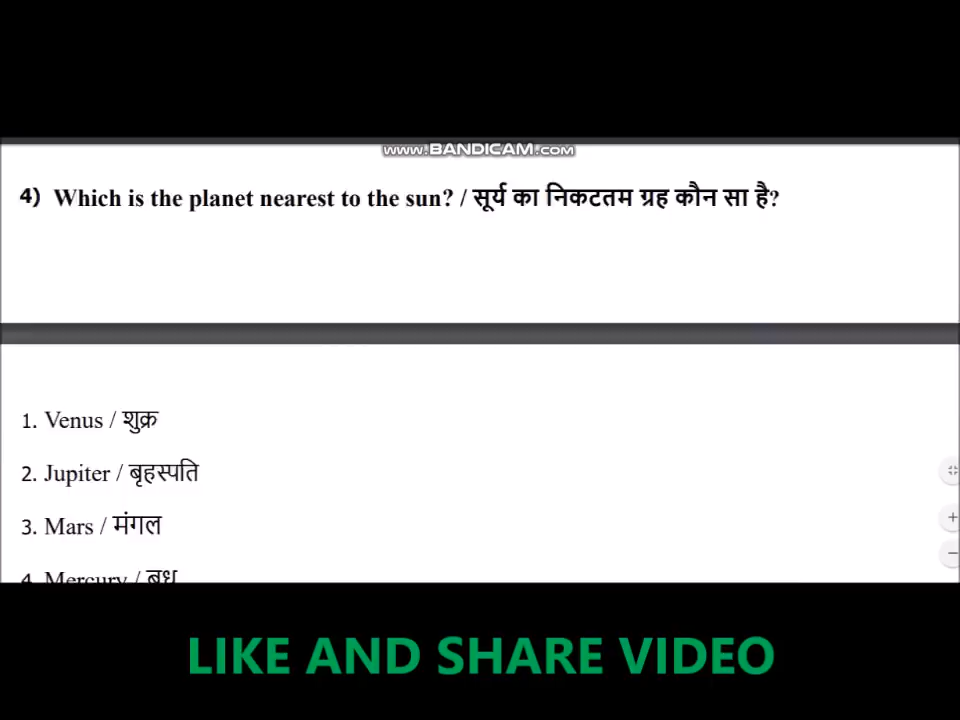 www.BANDICAM.com
4) Which is the planet nearest to the sun? / सूर्य का निकटतम ग्रह कौन सा है?
1. Venus / शुक्र
2. Jupiter / बृहस्पति
3. Mars / मंगल
4. Mercury / बुध
LIKE AND SHARE VIDEO